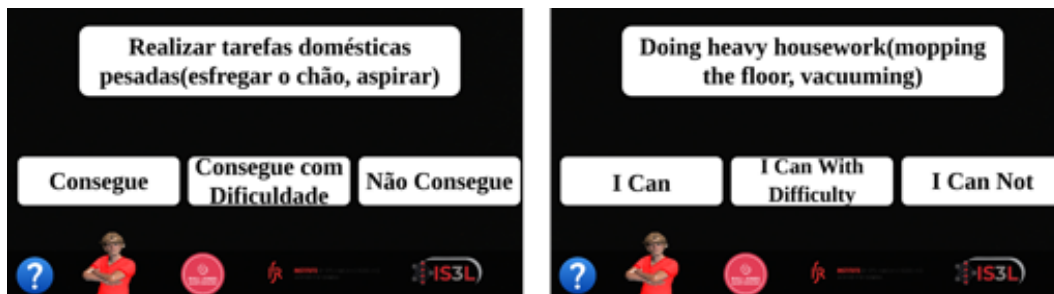 Realizar tarefas domésticas
pesadas(esfregar o chão, aspirar)
Consegue
Consegue com
Dificuldade
Não Consegue
?
IS3L
Doing heavy housework(mopping
the floor, vacuuming)
I Can
I Can With
Difficulty
I Can Not
?
IS3L